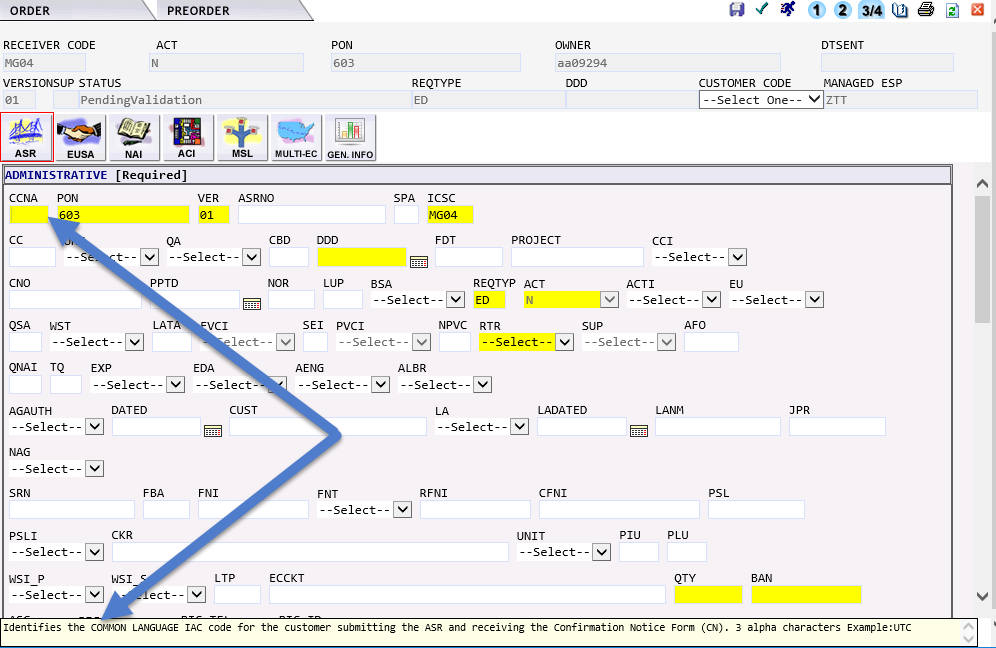 ORDER PREORDER 1 2 3/4
RECEIVER CODE ACT PON OWNER DTSENT
MG04 N 603 aa09294
VERSION SUP STATUS REQTYPE DDD CUSTOMER CODE MANAGED ESP
01 PendingValidation ED --Select One-- ZTT
ASR EUSA NAI ACI MSL MULTI-EC GEN. INFO
ADMINISTRATIVE [Required]
CCNA PON VER ASRNO SPA ICSC
603 01 MG04
CC QA CBD DDD FDT PROJECT CCI
--Select-- --Select-- --Select--
CNO PPTD NOR LUP BSA REQTYP ACT ACTI EU
--Select-- ED N --Select-- --Select--
QSA WST LATA EVCI SEI PVCI NPVC RTR SUP AFO
--Select-- --Select-- --Select-- --Select-- --Select--
QNAI TQ EXP EDA AENG ALBR
--Select-- --Select-- --Select-- --Select--
AGAUTH DATED CUST LA LADATED LANM JPR
--Select-- --Select--
NAG
--Select--
SRN FBA FNI FNT RFNI CFNI PSL
--Select--
PSLI CKR UNIT PIU PLU
--Select-- --Select--
WSI_P WSI_S LTP ECCKT QTY BAN
--Select-- --Select--
Identifies the COMMON LANGUAGE IAC code for the customer submitting the ASR and receiving the Confirmation Notice Form (CN). 3 alpha characters Example:UTC